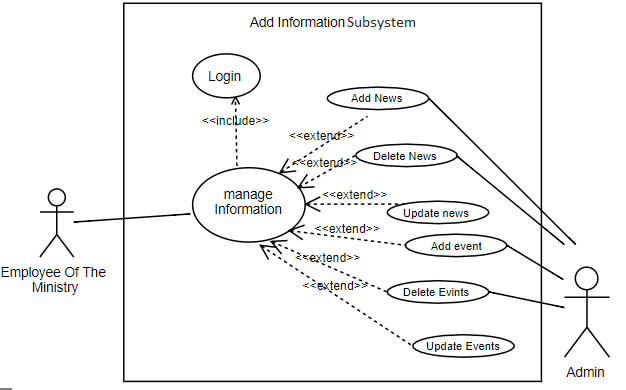 Add Information Subsystem
Login
<<include>>
Add News
<<extend>>
Delete News
<<extend>>
manage
Information
<<extend>>
Update news
<<extend>>
Add event
<<extend>>
Delete Evints
<<extend>>
Update Events
Employee Of The
Ministry
Admin